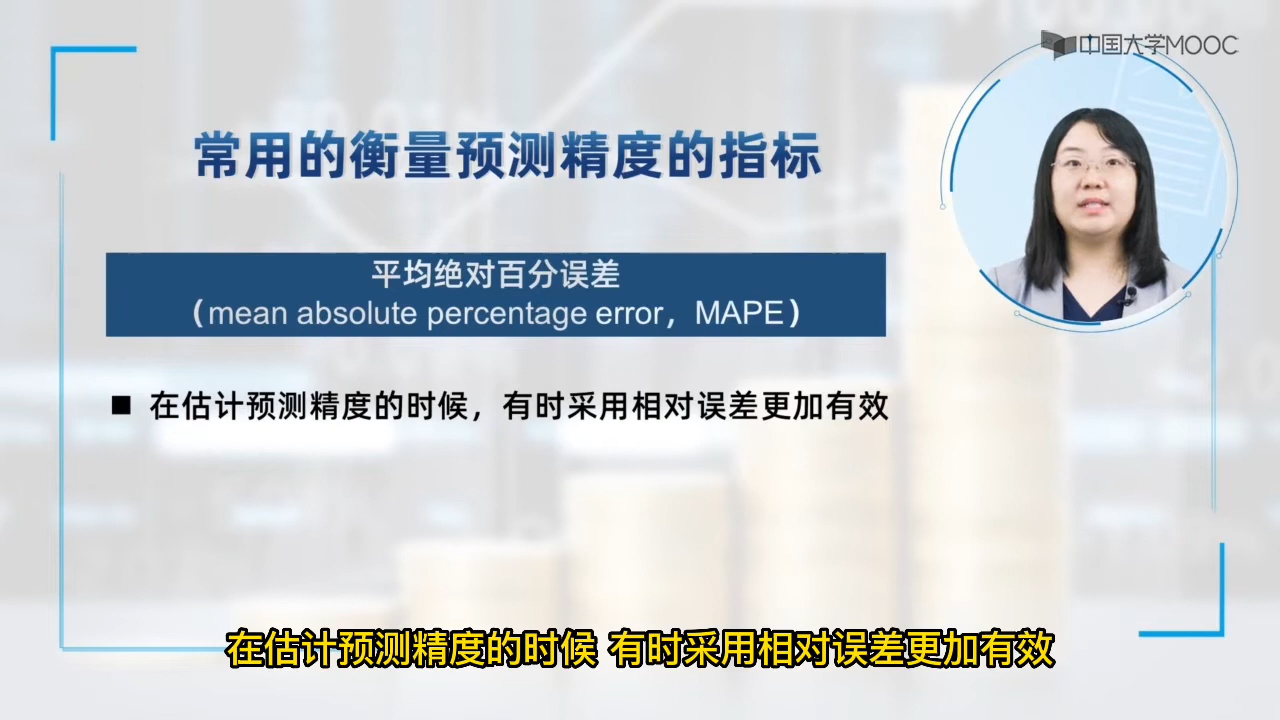 中国大学MOOC
常用的衡量预测精度的指标
平均绝对百分误差
（mean absolute percentage error，MAPE）
■ 在估计预测精度的时候，有时采用相对误差更加有效
在估计预测精度的时候 有时采用相对误差更加有效